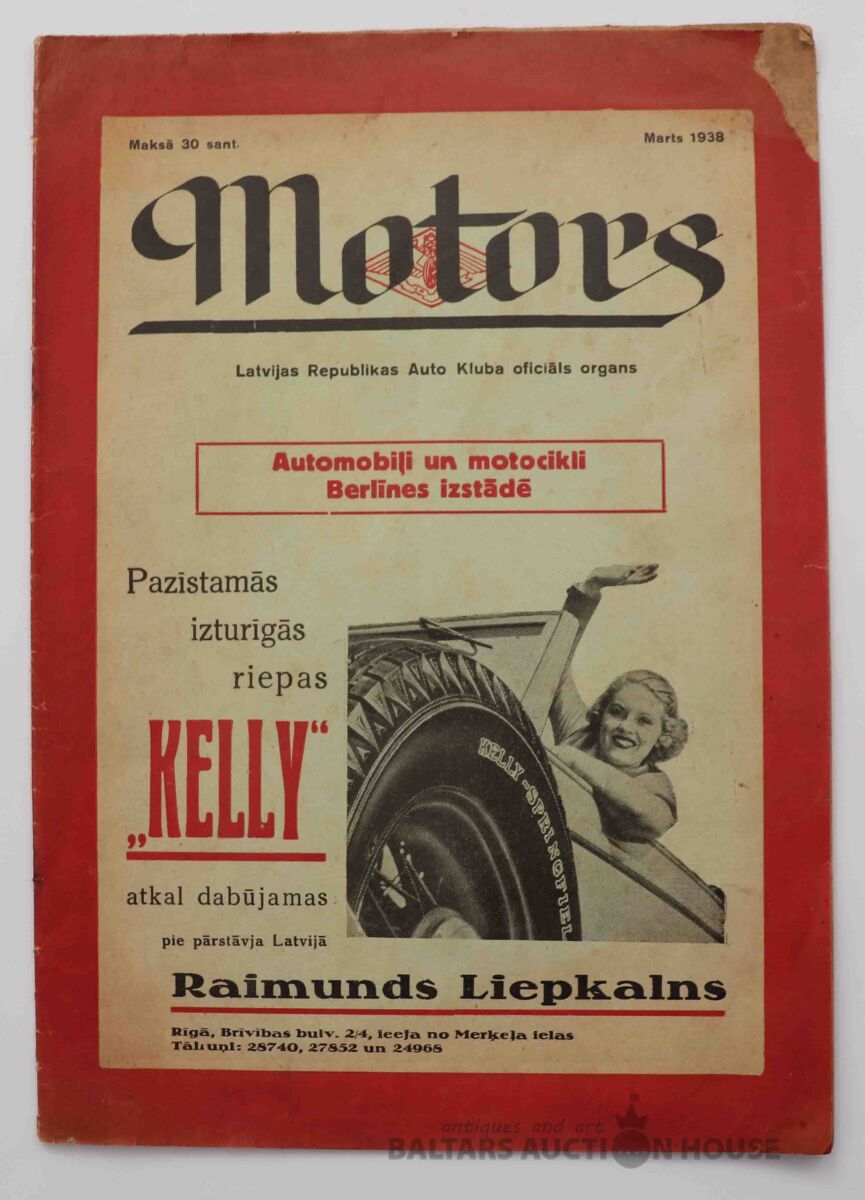 Maksā 30 sant.
Marts 1938
Motors
Latvijas Republikas Auto Kluba oficiāls organs
Automobiļi un motocikli
Berlīnes izstādē
Pazīstamās
izturīgās
riepas
„KELLY“
KELLY-SPRINGFIEL
atkal dabūjamas
pie pārstāvja Latvijā
Raimunds Liepkalns
Rīgā, Brīvības bulv. 2/4, ieeja no Merķeļa ielas
Tālruņi: 28740, 27852 un 24968
antiques and art
BALTARS AUCTION HOUSE